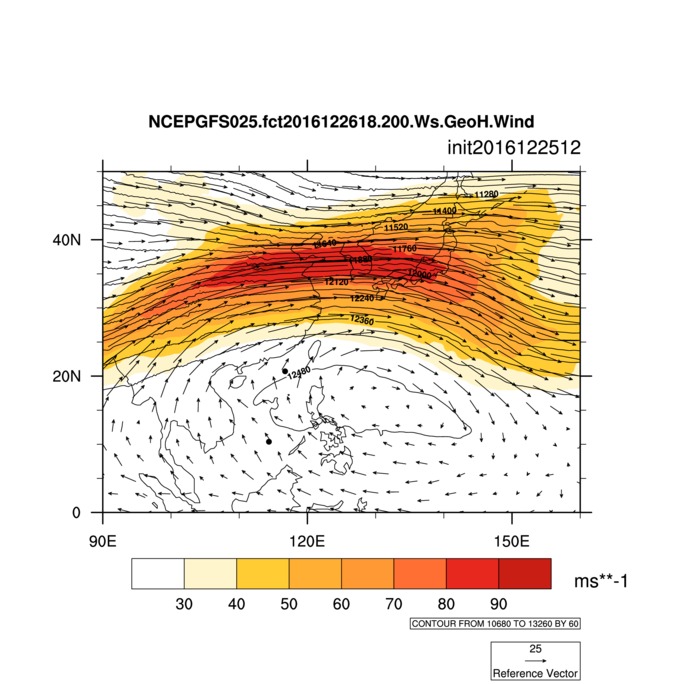 NCEPGFS025.fct2016122618.200.Ws.GeoH.Wind
init2016122512
11280
11400
40N
11520
11640
11760
11880
12000
12120
12240
12360
20N
12480
0
90E 120E 150E
ms**-1
30 40 50 60 70 80 90
CONTOUR FROM 10680 TO 13260 BY 60
25
Reference Vector